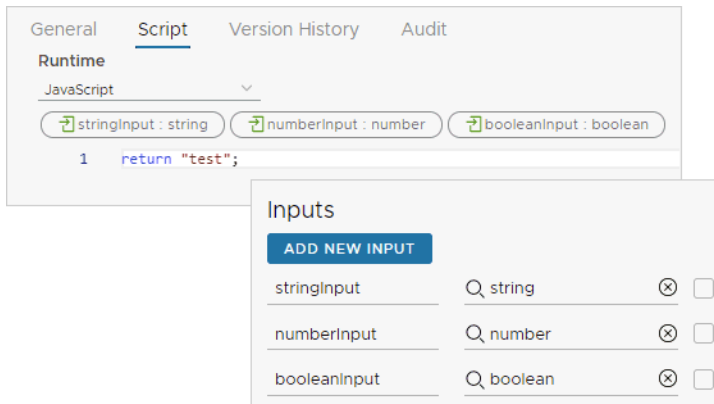 General Script Version History Audit
Runtime
JavaScript
stringInput : string numberInput : number booleanInput : boolean
1 return "test";
Inputs
ADD NEW INPUT
stringInput string
numberInput number
booleanInput boolean